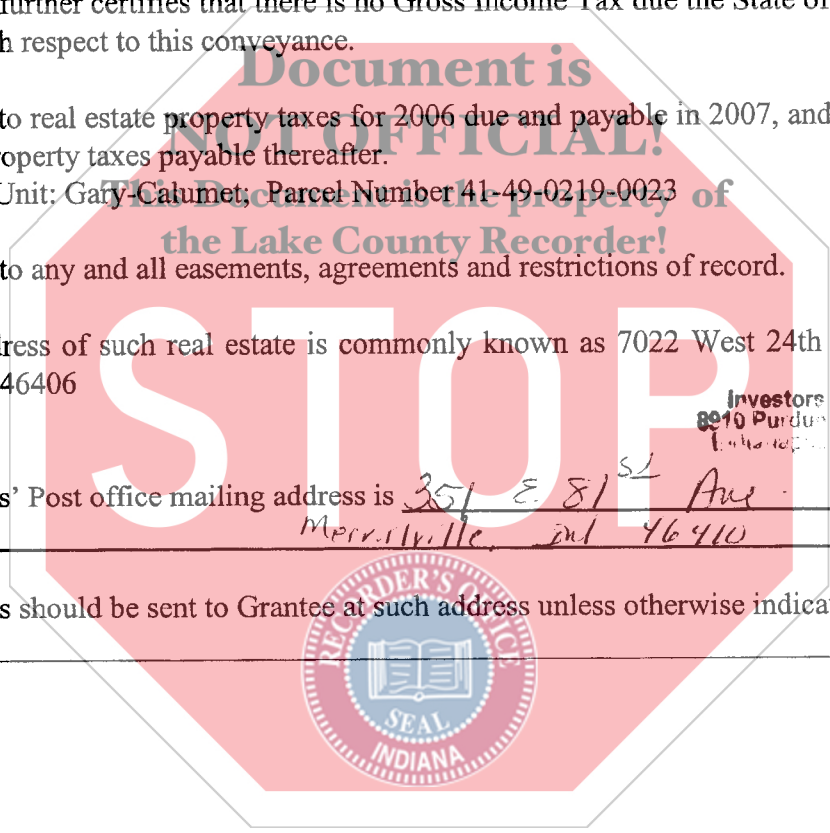 further certifies that there is no Gross Income Tax due the State of
h respect to this conveyance.
Document is
to real estate property taxes for 2006 due and payable in 2007, and
NOT OFFICIAL!
operty taxes payable thereafter.
Unit: Gary-Calumet; Parcel Number 41-49-0219-0023
This Document is the property of
the Lake County Recorder!
to any and all easements, agreements and restrictions of record.
STOP
dress of such real estate is commonly known as 7022 West 24th
46406
Investors
8910 Purdue
s' Post office mailing address is 351 E. 81st Ave
Merrillville, Ind 46410
s should be sent to Grantee at such address unless otherwise indica
RECORDER'S OFFICE
SEAL
INDIANA